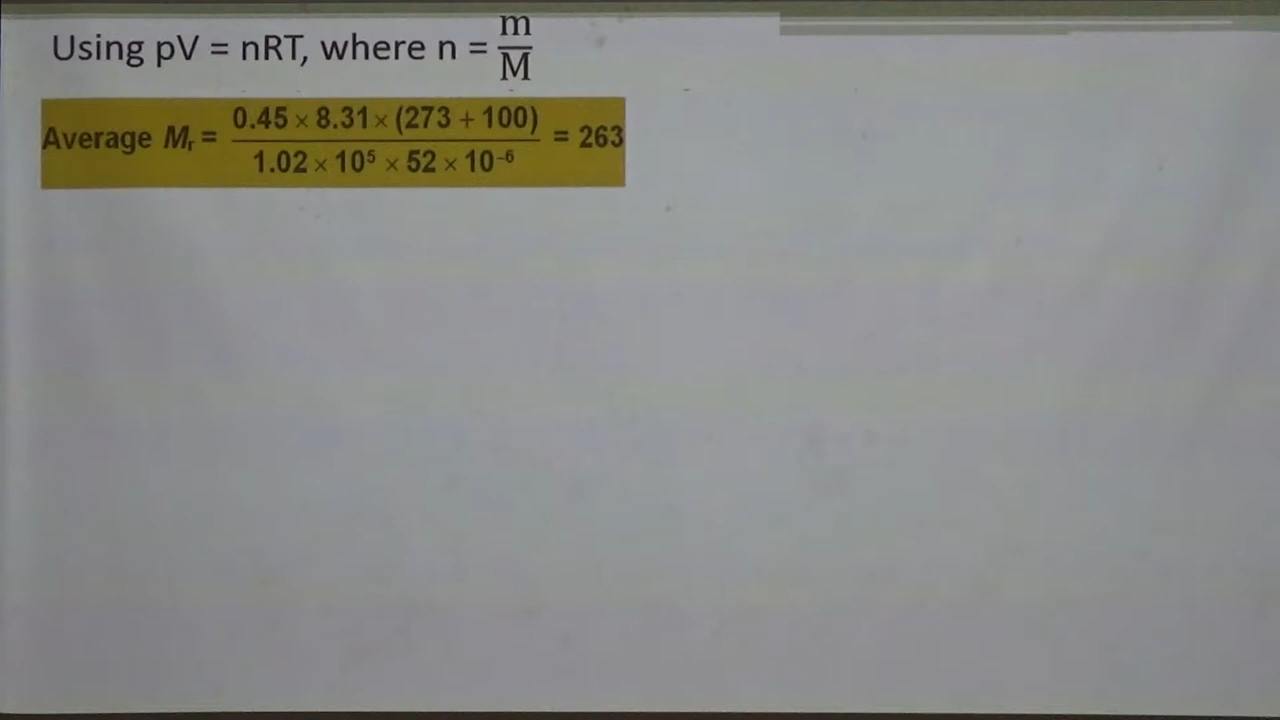 Using pV = nRT, where n = m/M
Average Mr = 0.45 × 8.31 × (273 + 100) / 1.02 × 10⁵ × 52 × 10⁻⁶ = 263